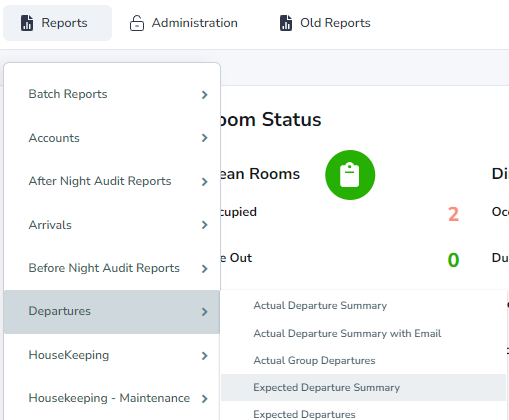 Reports Administration Old Reports
Batch Reports
Accounts
After Night Audit Reports
Arrivals
Before Night Audit Reports
Departures
HouseKeeping
Housekeeping - Maintenance
oom Status
ean Rooms Di
cupied 2 Occ
e Out 0 Du
Actual Departure Summary
Actual Departure Summary with Email
Actual Group Departures
Expected Departure Summary
Expected Departures